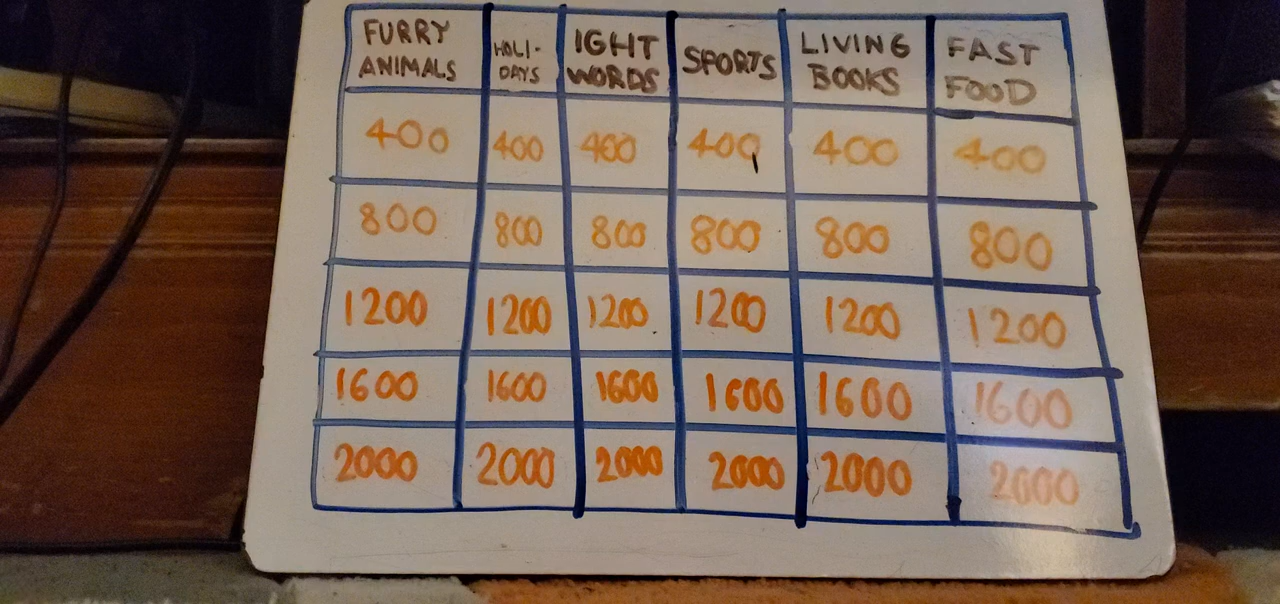 FURRY ANIMALS HOLI-DAYS IGHT WORDS SPORTS LIVING BOOKS FAST FOOD
400 400 400 400 400 400
800 800 800 800 800 800
1200 1200 1200 1200 1200 1200
1600 1600 1600 1600 1600 1600
2000 2000 2000 2000 2000 2000